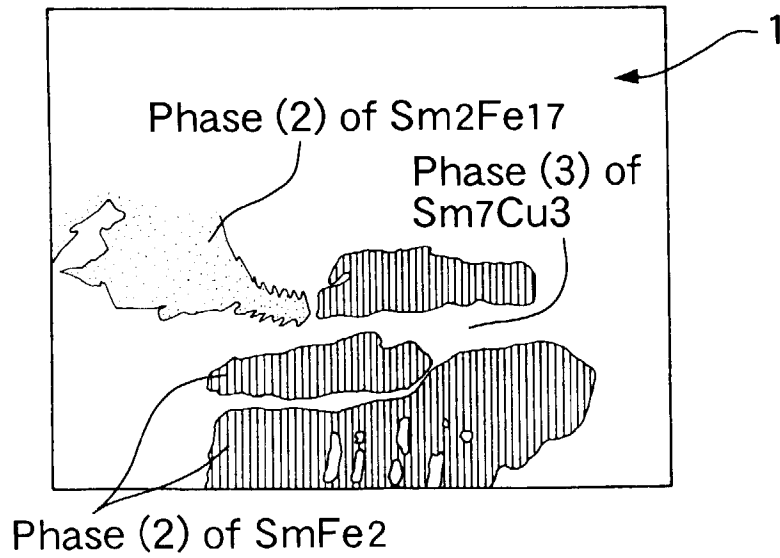 1
Phase (2) of Sm2Fe17
Phase (3) of
Sm7Cu3
Phase (2) of SmFe2